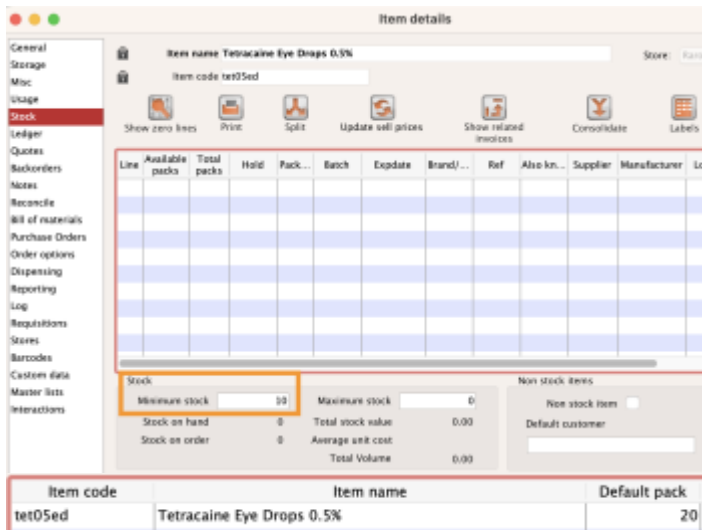 Item details
General
Storage
Misc
Usage
Stock
Ledger
Quotes
Backorders
Notes
Reconcile
Bill of materials
Purchase Orders
Order options
Dispensing
Reporting
Log
Requisitions
Stores
Barcodes
Custom data
Master lists
Interactions
Item name Tetracaine Eye Drops 0.5% Store:
Item code tet05ed
Show zero lines Print Split Update sell prices Show related invoices Consolidate Labels
Line Available packs Total packs Hold Pack... Batch Expdate Brand/... Ref Also kn... Supplier Manufacturer
Stock Non stock items
Minimum stock 10 Maximum stock 0 Non stock item
Stock on hand 0 Total stock value 0.00 Default customer
Stock on order 0 Average unit cost
Total Volume 0.00
Item code Item name Default pack
tet05ed Tetracaine Eye Drops 0.5% 20